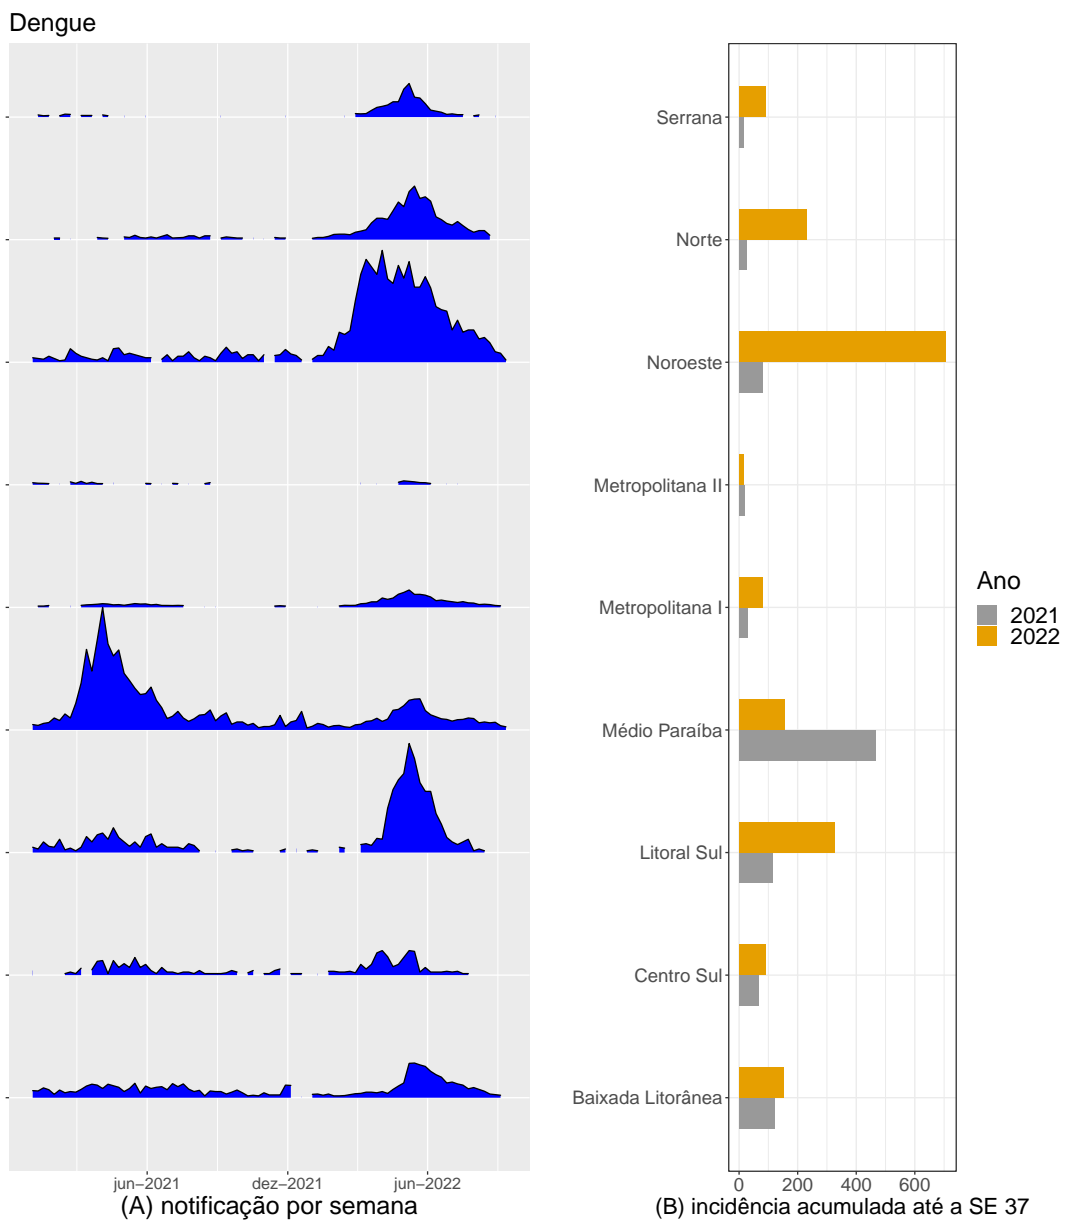 Dengue
Serrana
Norte
Noroeste
Metropolitana II
Metropolitana I
Médio Paraíba
Litoral Sul
Centro Sul
Baixada Litorânea
Ano
2021
2022
jun−2021
dez−2021
jun−2022
0
200
400
600
(A) notificação por semana
(B) incidência acumulada até a SE 37